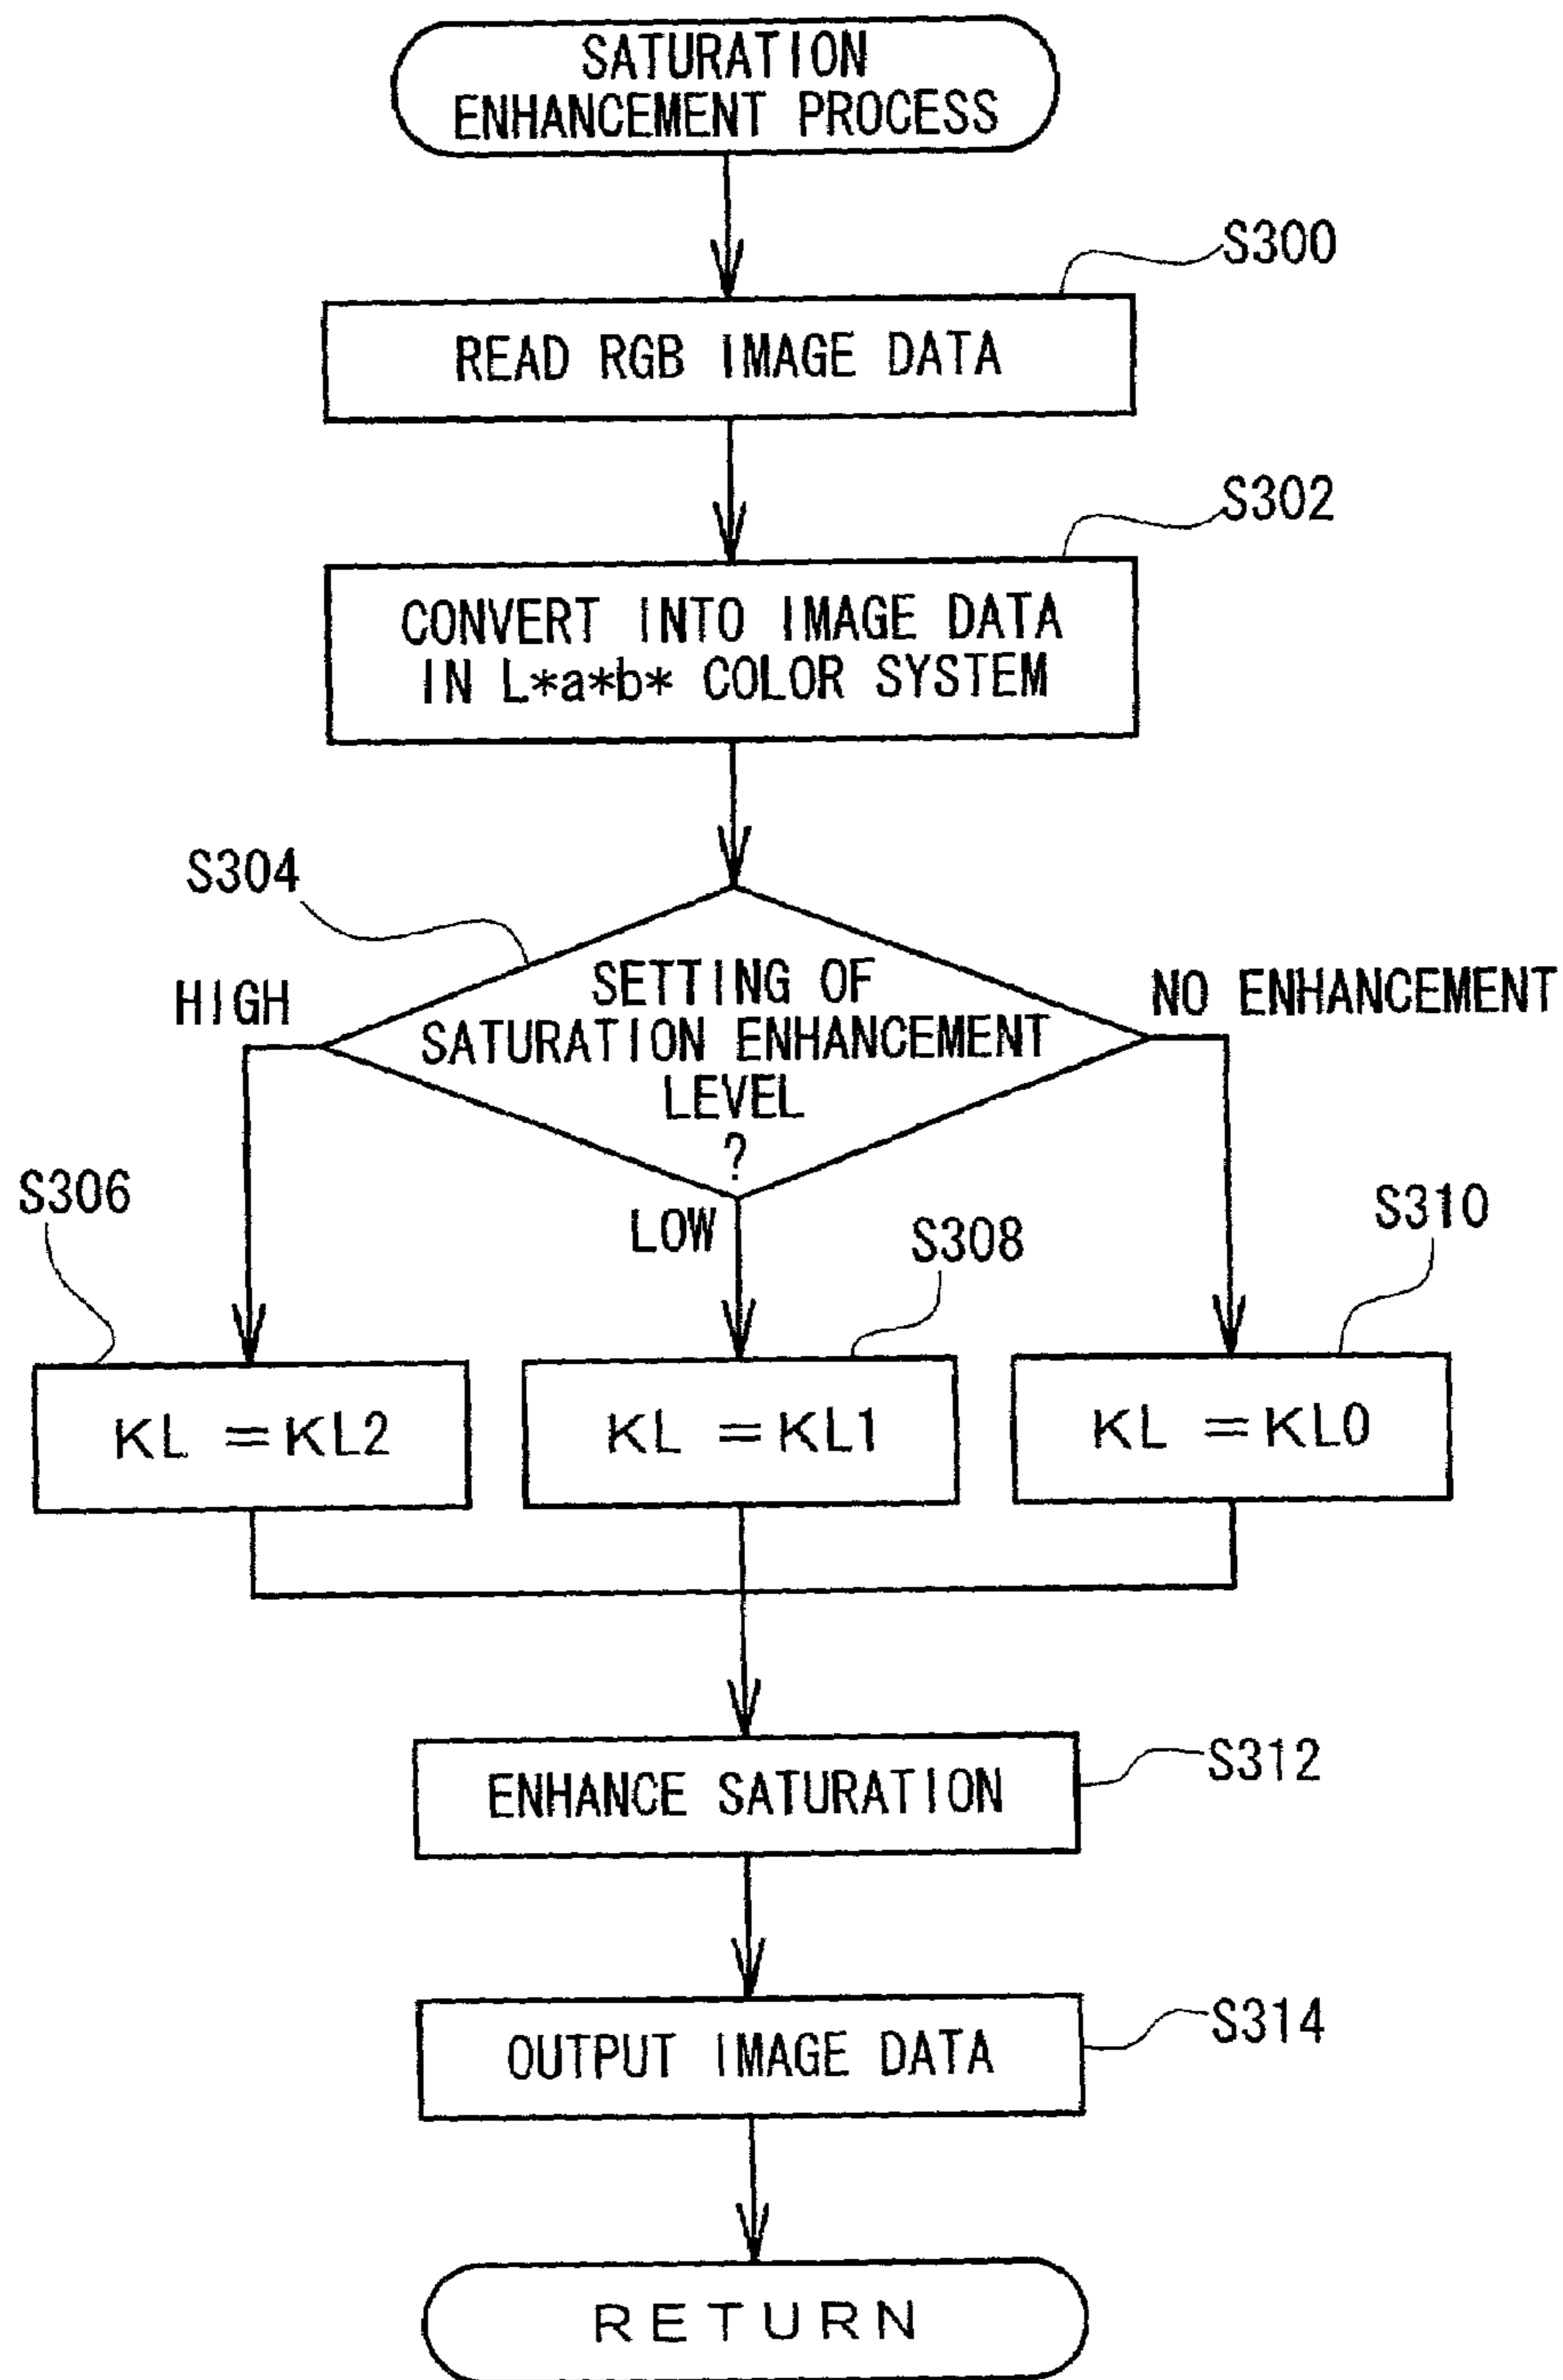 SATURATION
ENHANCEMENT PROCESS
S300
READ RGB IMAGE DATA
S302
CONVERT INTO IMAGE DATA
IN L*a*b* COLOR SYSTEM
S304
HIGH
SETTING OF
SATURATION ENHANCEMENT
LEVEL
?
NO ENHANCEMENT
LOW
S306
S308
S310
KL =KL2
KL =KL1
KL =KL0
ENHANCE SATURATION
S312
OUTPUT IMAGE DATA
S314
RETURN